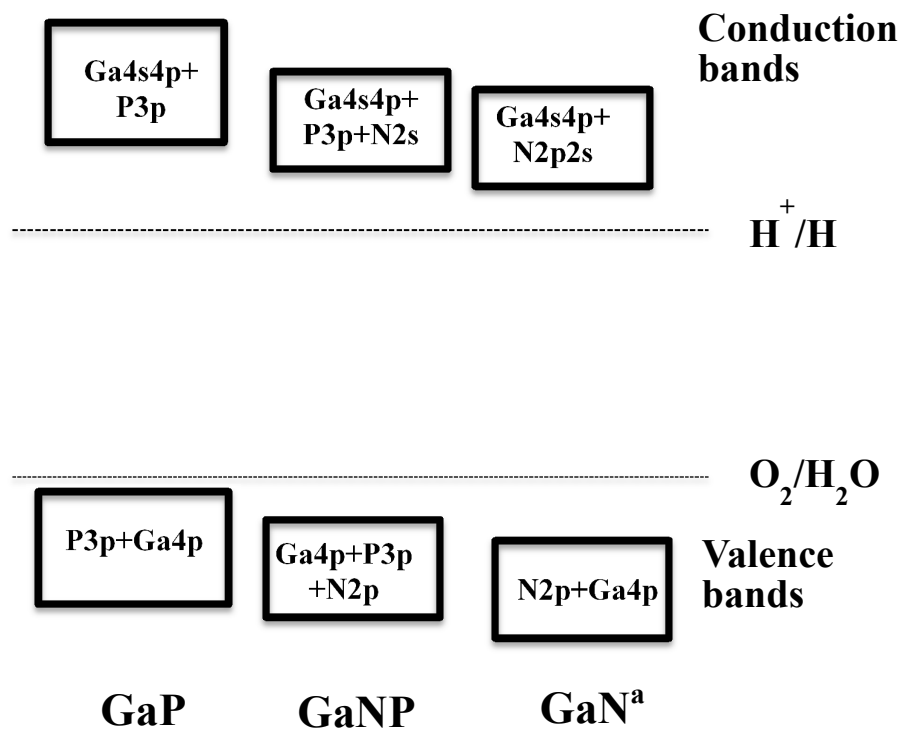 Conduction
bands
Ga4s4p+
P3p
Ga4s4p+
P3p+N2s
Ga4s4p+
N2p2s
H⁺/H
O₂/H₂O
P3p+Ga4p
Ga4p+P3p
+N2p
N2p+Ga4p
Valence
bands
GaP
GaNP
GaNᵃ